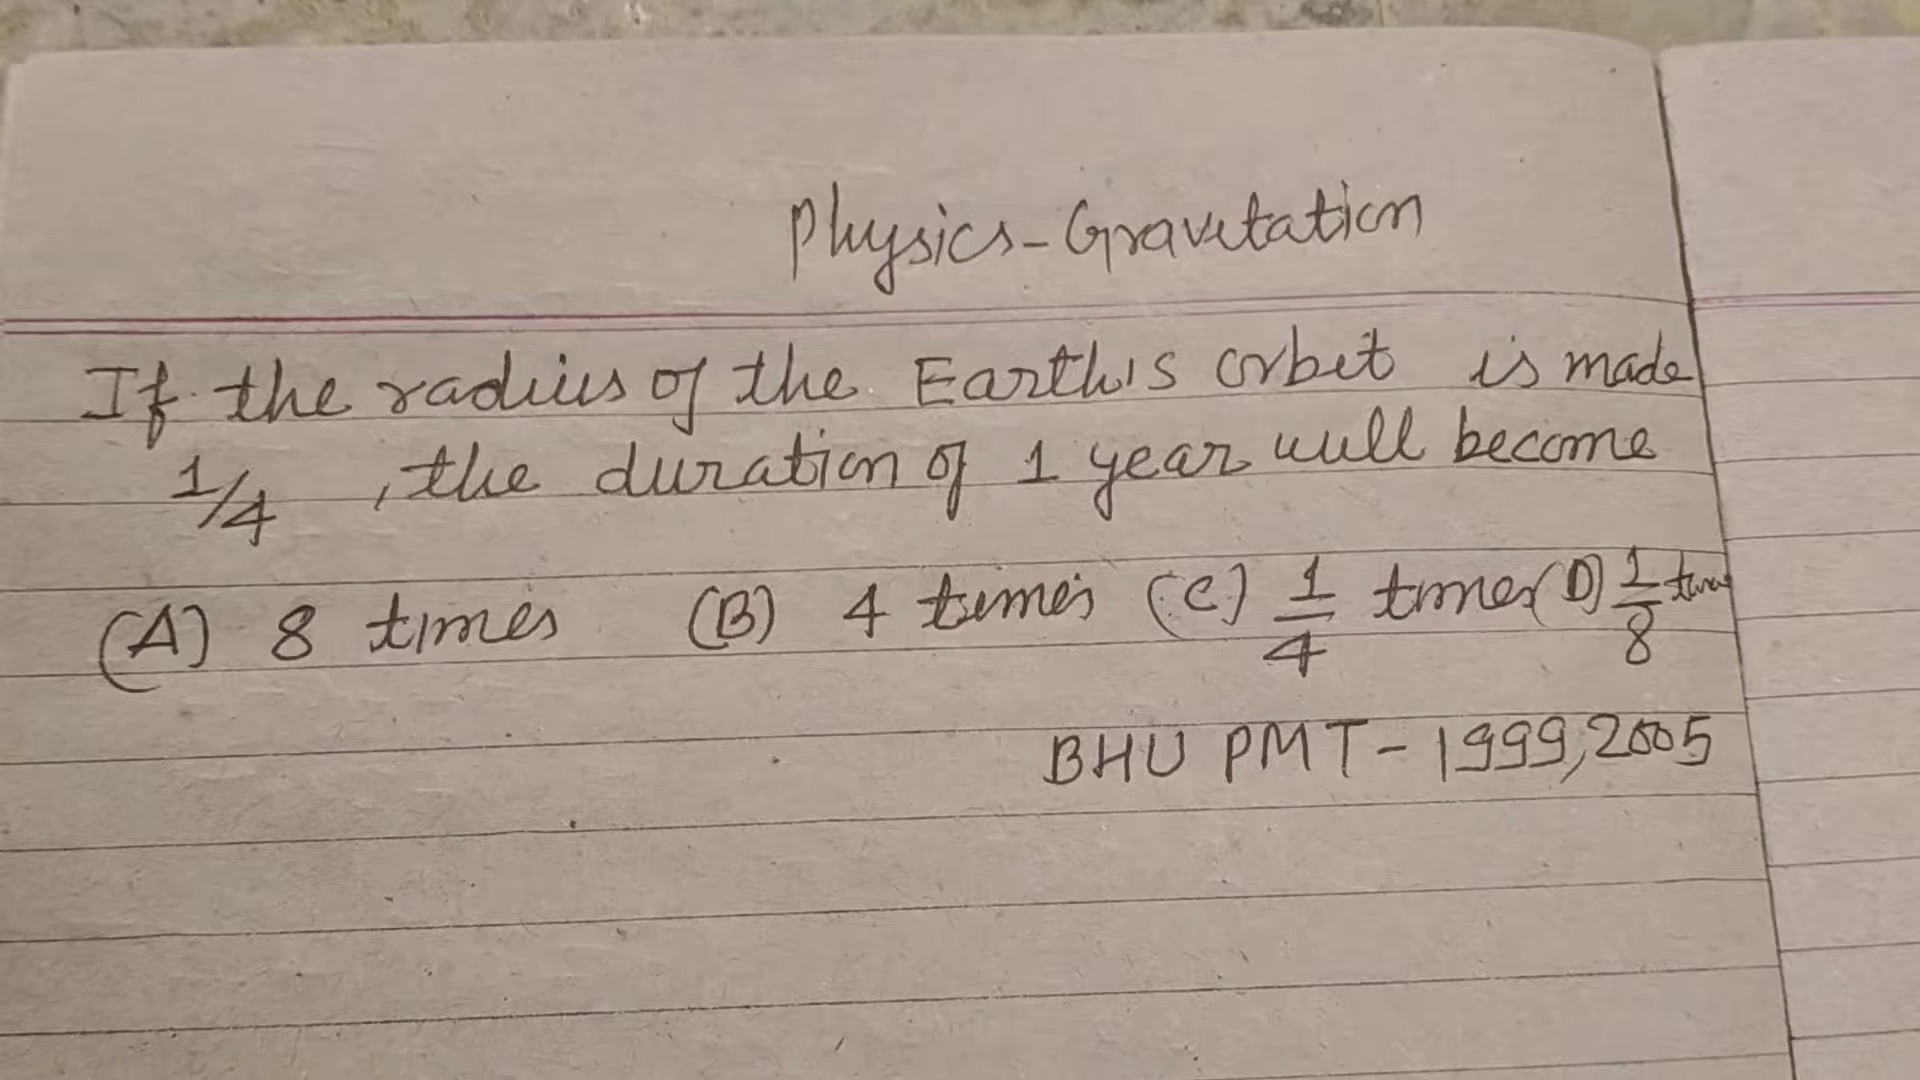 Physics-Gravitation
If the radius of the Earth's orbit is made
1/4 , the duration of 1 year will become
(A) 8 times (B) 4 times (C) 1/4 times (D) 1/8 times
BHU PMT-1999,2005